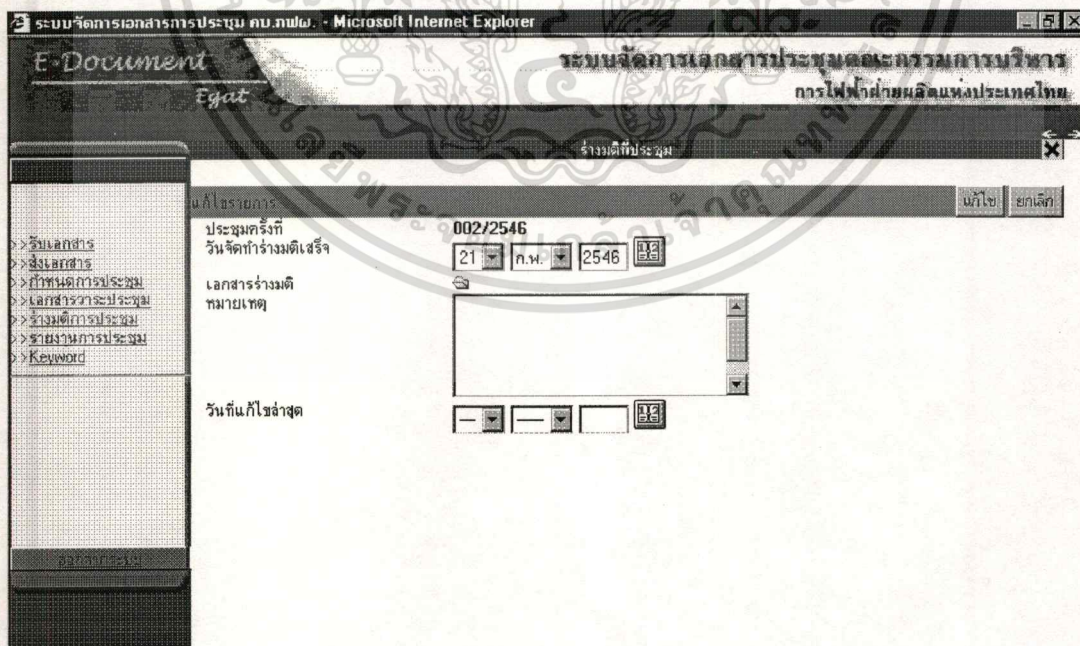 ระบบจัดการเอกสารการประชุม คบ.กฟผ. - Microsoft Internet Explorer
E-Document
Egat
ระบบจัดการเอกสารประชุมคณะกรรมการบริหาร
การไฟฟ้าฝ่ายผลิตแห่งประเทศไทย
ร่างมติที่ประชุม
แก้ไขรายการ
แก้ไข ยกเลิก
>>รับเอกสาร
>>ส่งเอกสาร
>>กำหนดการประชุม
>>เอกสารวาระประชุม
>>ร่างมติการประชุม
>>รายงานการประชุม
>>Keyword
ประชุมครั้งที่ 002/2546
วันจัดทำร่างมติเสร็จ 21 ก.พ. 2546
เอกสารร่างมติ
หมายเหตุ
วันที่แก้ไขล่าสุด
ออกจากระบบ